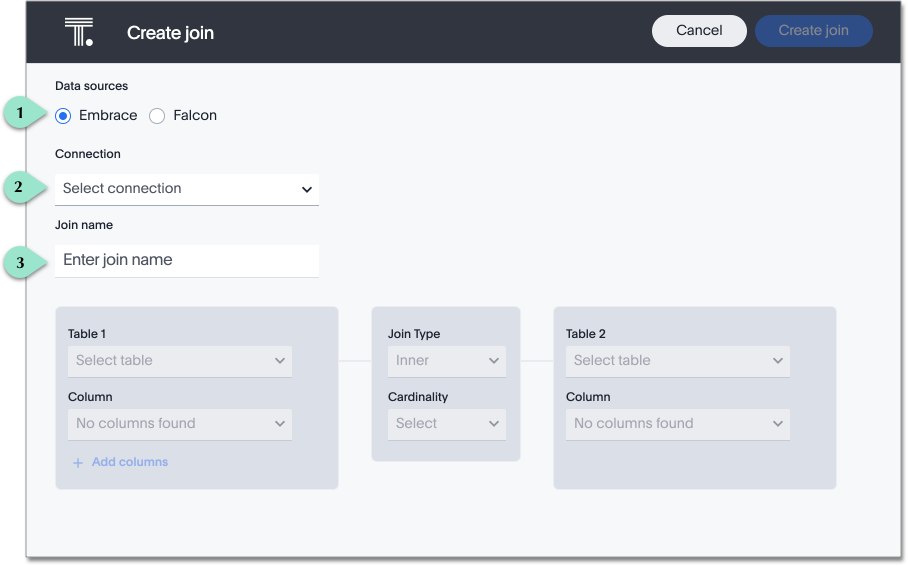 Create join
Cancel
Create join
Data sources
1
Embrace
Falcon
Connection
2
Select connection
Join name
3
Enter join name
Table 1
Select table
Column
No columns found
+ Add columns
Join Type
Inner
Cardinality
Select
Table 2
Select table
Column
No columns found